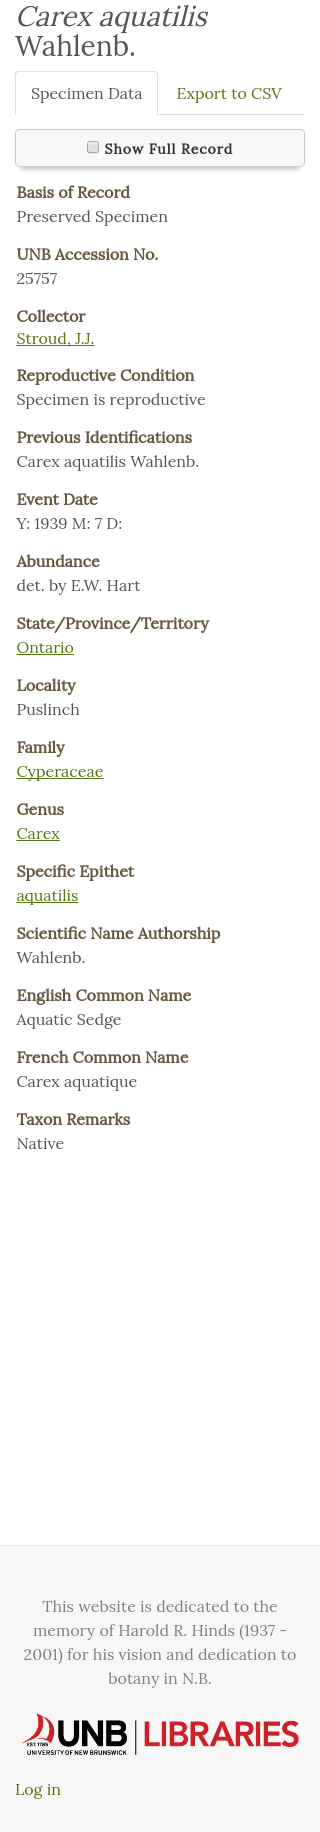 Carex aquatilis
Wahlenb.
Specimen Data
Export to CSV
Show Full Record
Basis of Record
Preserved Specimen
UNB Accession No.
25757
Collector
Stroud, J.J.
Reproductive Condition
Specimen is reproductive
Previous Identifications
Carex aquatilis Wahlenb.
Event Date
Y: 1939 M: 7 D:
Abundance
det. by E.W. Hart
State/Province/Territory
Ontario
Locality
Puslinch
Family
Cyperaceae
Genus
Carex
Specific Epithet
aquatilis
Scientific Name Authorship
Wahlenb.
English Common Name
Aquatic Sedge
French Common Name
Carex aquatique
Taxon Remarks
Native
This website is dedicated to the
memory of Harold R. Hinds (1937 -
2001) for his vision and dedication to
botany in N.B.
EST. 1785 UNB LIBRARIES
UNIVERSITY OF NEW BRUNSWICK
Log in